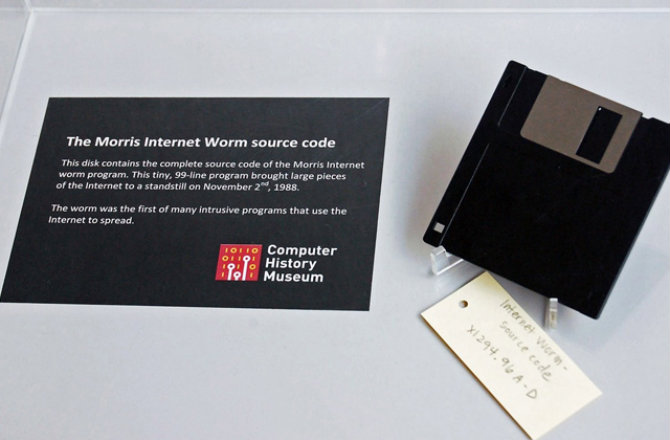 The Morris Internet Worm source code
This disk contains the complete source code of the Morris Internet
worm program. This tiny, 99-line program brought large pieces
of the Internet to a standstill on November 2nd, 1988.
The worm was the first of many intrusive programs that use the
Internet to spread.
10110
01110
01
Computer
History
Museum
Internet Worm-
source code
X1294.96A-D